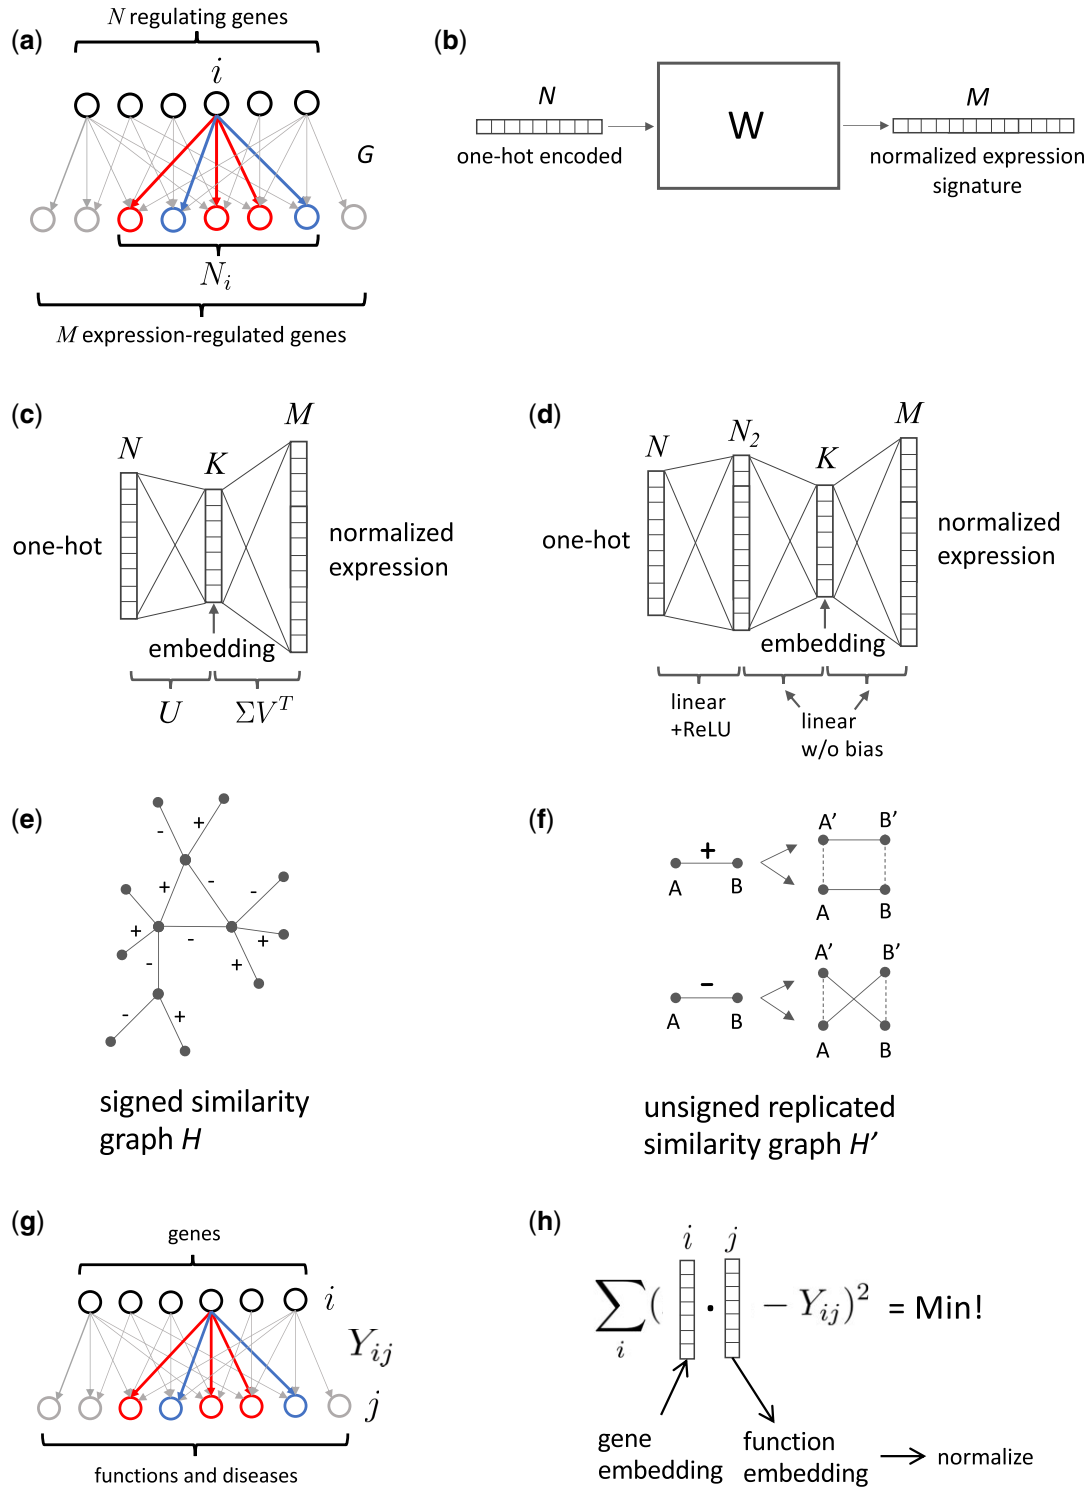 (a)
N regulating genes
i
G
N_i
M expression-regulated genes
(b)
N
one-hot encoded
W
M
normalized expression
signature
(c)
N
K
M
one-hot
normalized
expression
embedding
U
ΣV^T
(d)
N
N_2
K
M
one-hot
normalized
expression
embedding
linear
+ReLU
linear
w/o bias
(e)
- +
+ - -
+ - +
- +
- +
signed similarity
graph H
(f)
+
A B
A' B'
A B
-
A B
A' B'
A B
unsigned replicated
similarity graph H'
(g)
genes
i
Y_ij
j
functions and diseases
(h)
i j
∑_i ( · − Y_ij)^2 = Min!
gene
embedding
function
embedding
normalize